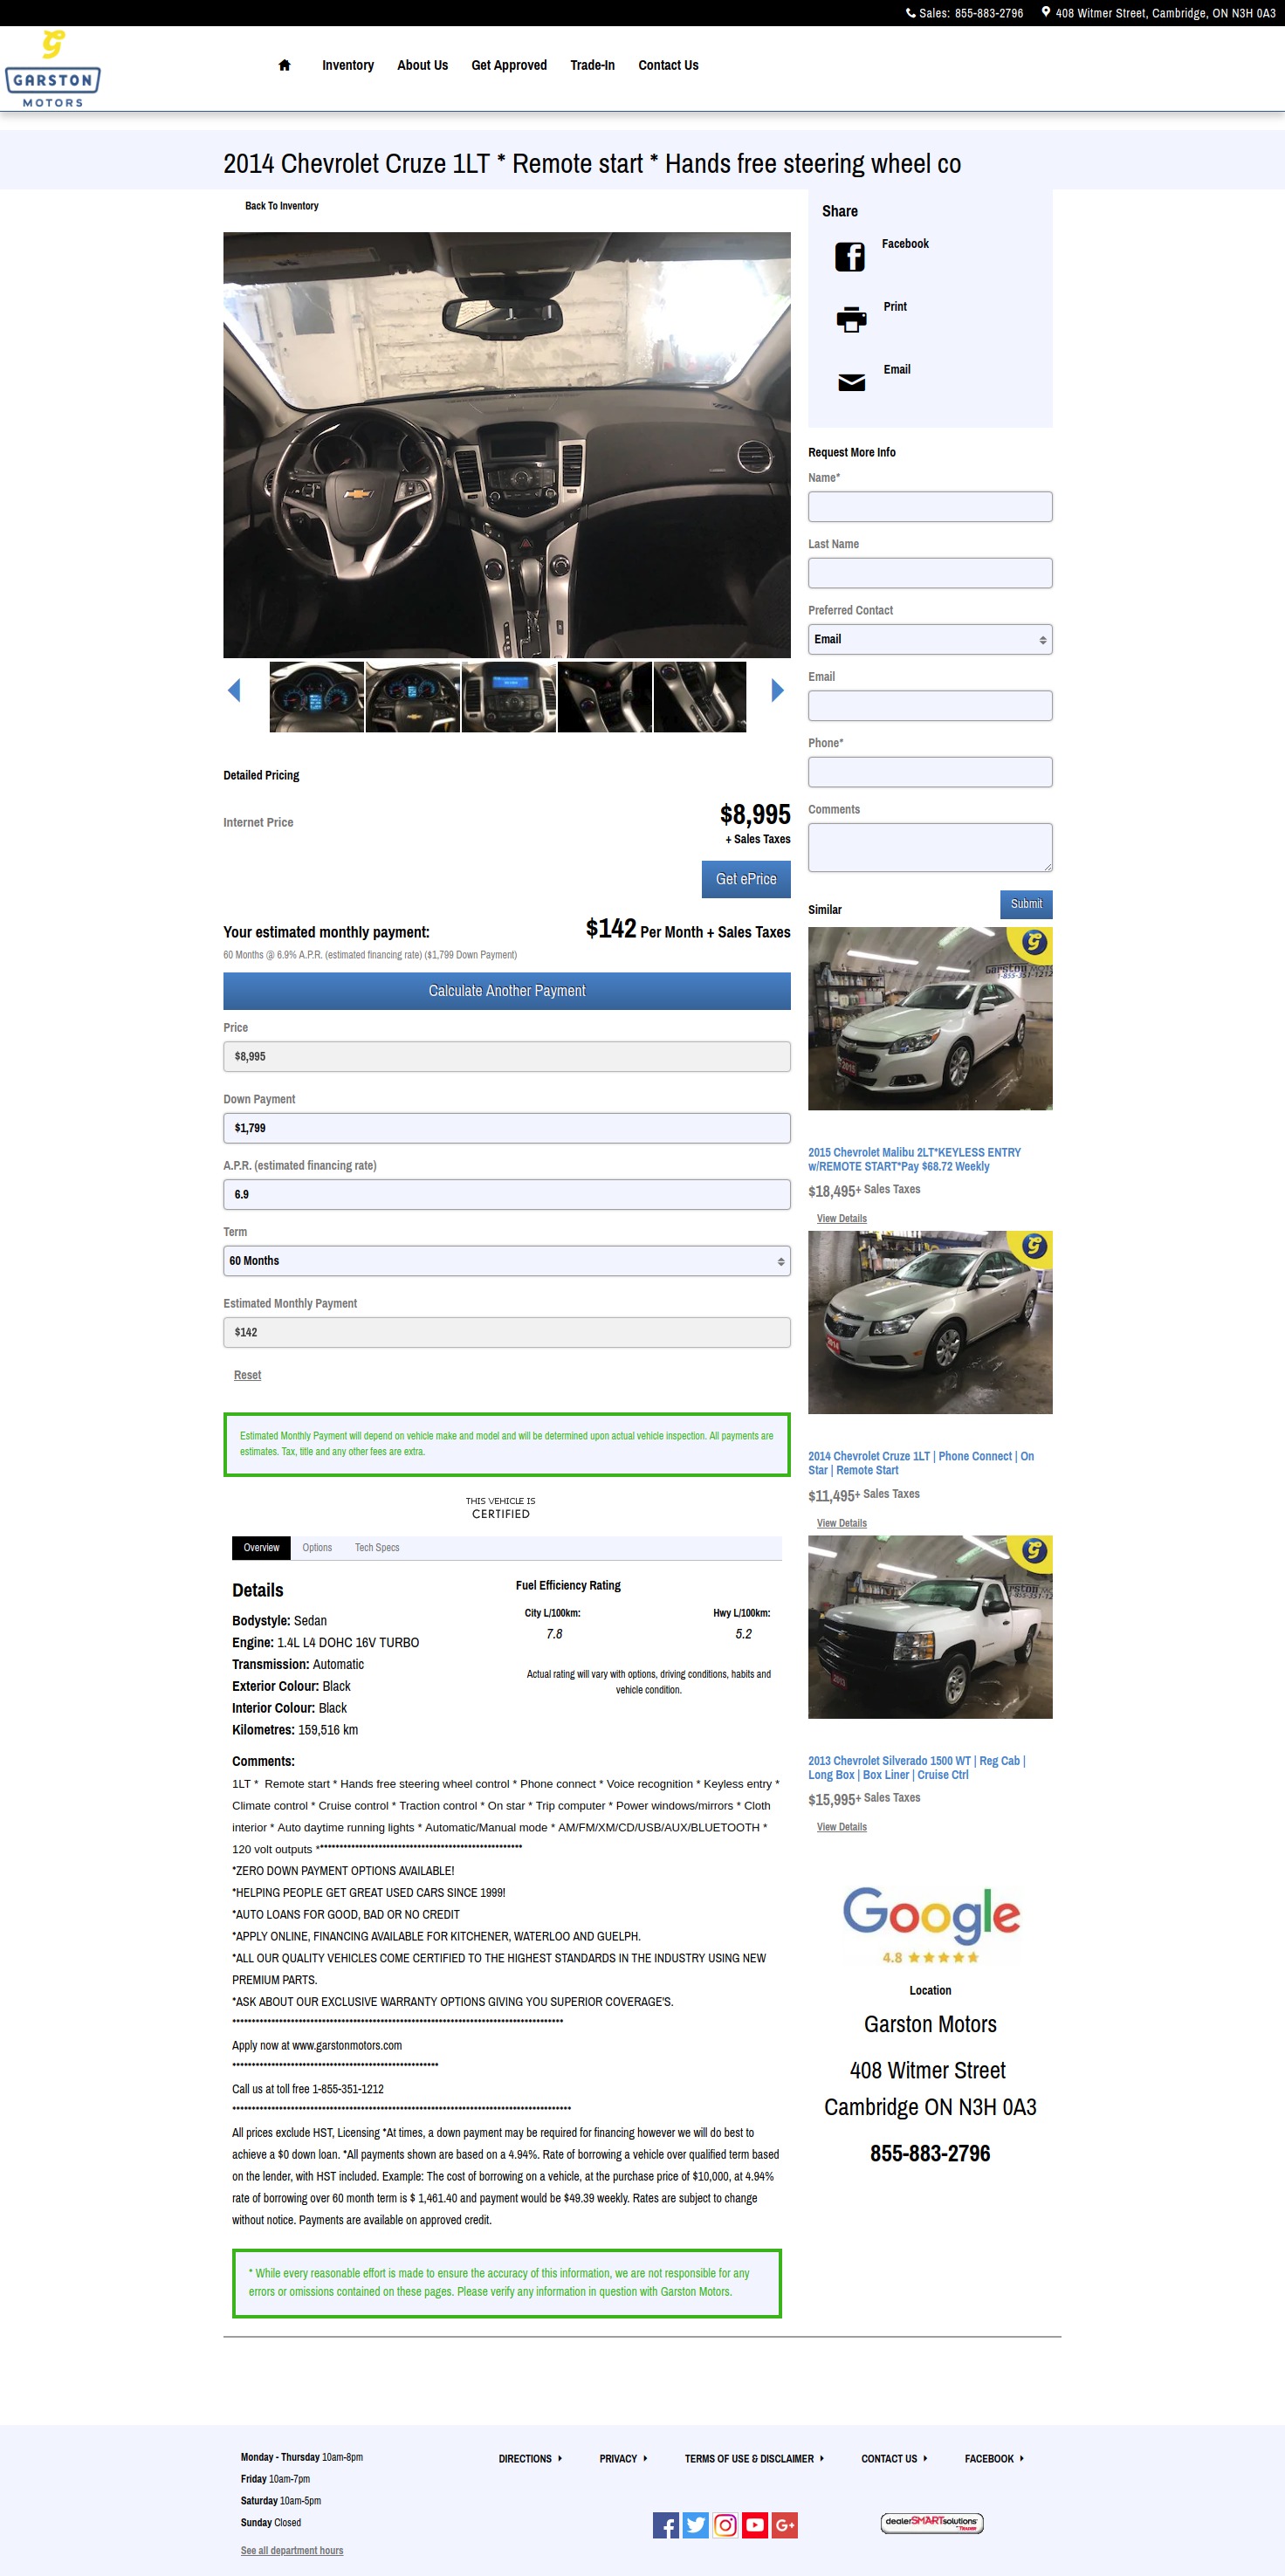 Sales: 855-883-2796 408 Witmer Street, Cambridge, ON N3H 0A3
G
GARSTON
MOTORS
Inventory About Us Get Approved Trade-In Contact Us
2014 Chevrolet Cruze 1LT * Remote start * Hands free steering wheel co
Back To Inventory
Detailed Pricing
Internet Price
$8,995
+ Sales Taxes
Get ePrice
Your estimated monthly payment: $142 Per Month + Sales Taxes
60 Months @ 6.9% A.P.R. (estimated financing rate) ($1,799 Down Payment)
Calculate Another Payment
Price
$8,995
Down Payment
$1,799
A.P.R. (estimated financing rate)
6.9
Term
60 Months
Estimated Monthly Payment
$142
Reset
Estimated Monthly Payment will depend on vehicle make and model and will be determined upon actual vehicle inspection. All payments are
estimates. Tax, title and any other fees are extra.
THIS VEHICLE IS
CERTIFIED
Overview Options Tech Specs
Details
Bodystyle: Sedan
Engine: 1.4L L4 DOHC 16V TURBO
Transmission: Automatic
Exterior Colour: Black
Interior Colour: Black
Kilometres: 159,516 km
Fuel Efficiency Rating
City L/100km: Hwy L/100km:
7.8 5.2
Actual rating will vary with options, driving conditions, habits and
vehicle condition.
Comments:
1LT * Remote start * Hands free steering wheel control * Phone connect * Voice recognition * Keyless entry *
Climate control * Cruise control * Traction control * On star * Trip computer * Power windows/mirrors * Cloth
interior * Auto daytime running lights * Automatic/Manual mode * AM/FM/XM/CD/USB/AUX/BLUETOOTH *
120 volt outputs *
*ZERO DOWN PAYMENT OPTIONS AVAILABLE!
*HELPING PEOPLE GET GREAT USED CARS SINCE 1999!
*AUTO LOANS FOR GOOD, BAD OR NO CREDIT
*APPLY ONLINE, FINANCING AVAILABLE FOR KITCHENER, WATERLOO AND GUELPH.
*ALL OUR QUALITY VEHICLES COME CERTIFIED TO THE HIGHEST STANDARDS IN THE INDUSTRY USING NEW
PREMIUM PARTS.
*ASK ABOUT OUR EXCLUSIVE WARRANTY OPTIONS GIVING YOU SUPERIOR COVERAGE'S.
Apply now at www.garstonmotors.com
Call us at toll free 1-855-351-1212
All prices exclude HST, Licensing *At times, a down payment may be required for financing however we will do best to
achieve a $0 down loan. *All payments shown are based on a 4.94%. Rate of borrowing a vehicle over qualified term based
on the lender, with HST included. Example: The cost of borrowing on a vehicle, at the purchase price of $10,000, at 4.94%
rate of borrowing over 60 month term is $ 1,461.40 and payment would be $49.39 weekly. Rates are subject to change
without notice. Payments are available on approved credit.
* While every reasonable effort is made to ensure the accuracy of this information, we are not responsible for any
errors or omissions contained on these pages. Please verify any information in question with Garston Motors.
Share
Facebook
Print
Email
Request More Info
Name*
Last Name
Preferred Contact
Email
Email
Phone*
Comments
Submit
Similar
Garston
1-855-351-1212
2015
2015 Chevrolet Malibu 2LT*KEYLESS ENTRY
w/REMOTE START*Pay $68.72 Weekly
$18,495+ Sales Taxes
View Details
2014
2014 Chevrolet Cruze 1LT | Phone Connect | On
Star | Remote Start
$11,495+ Sales Taxes
View Details
2013
2013 Chevrolet Silverado 1500 WT | Reg Cab |
Long Box | Box Liner | Cruise Ctrl
$15,995+ Sales Taxes
View Details
Google
4.8
Location
Garston Motors
408 Witmer Street
Cambridge ON N3H 0A3
855-883-2796
Monday - Thursday 10am-8pm
Friday 10am-7pm
Saturday 10am-5pm
Sunday Closed
See all department hours
DIRECTIONS PRIVACY TERMS OF USE & DISCLAIMER CONTACT US FACEBOOK
G+
dealerSMARTsolutions
by Trader